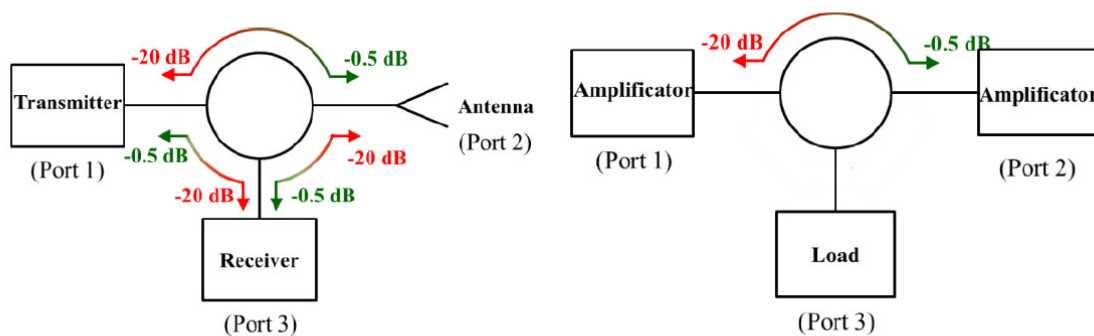 -20 dB
-0.5 dB
Transmitter
Antenna
(Port 1)
(Port 2)
-0.5 dB
-20 dB
-20 dB
-0.5 dB
Receiver
(Port 3)
-20 dB
-0.5 dB
Amplificator
Amplificator
(Port 1)
(Port 2)
Load
(Port 3)